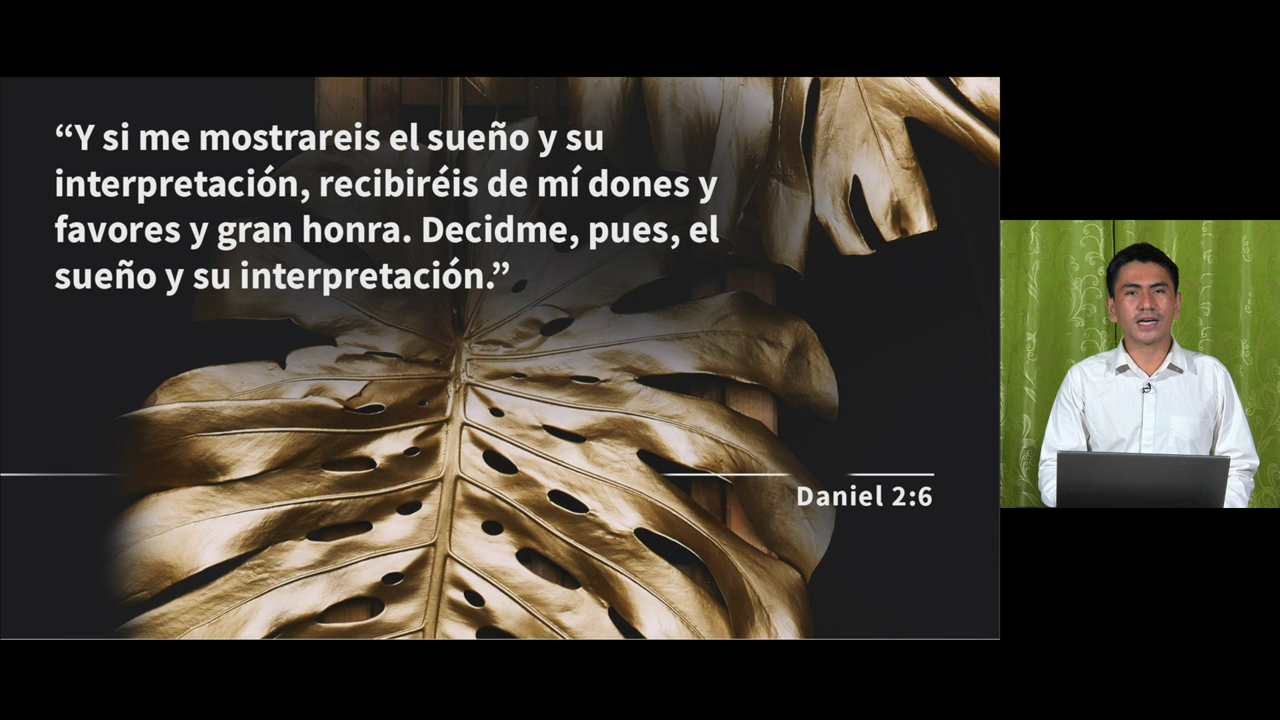 “Y si me mostrareis el sueño y su
interpretación, recibiréis de mí dones y
favores y gran honra. Decidme, pues, el
sueño y su interpretación.”
Daniel 2:6